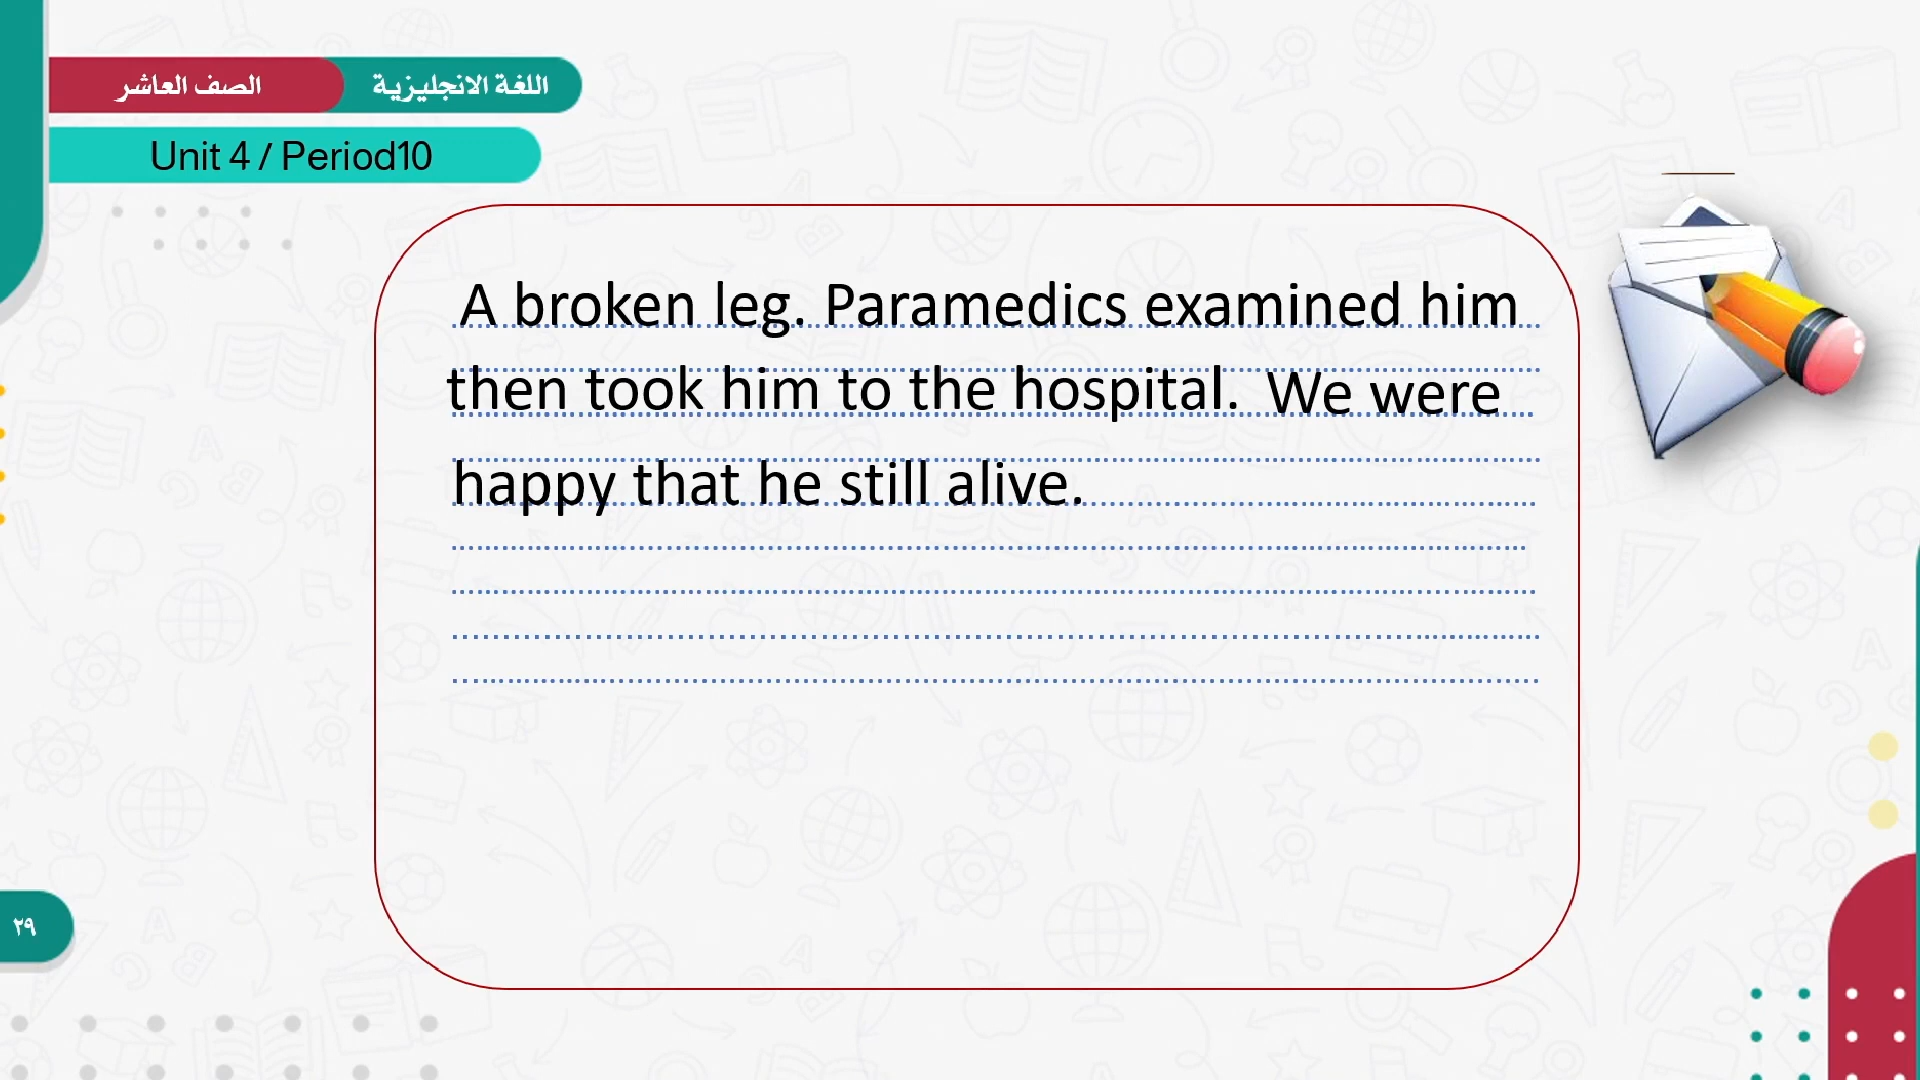 اللغة الانجليزية
الصف العاشر
Unit 4 / Period10
A broken leg. Paramedics examined him
then took him to the hospital. We were
happy that he still alive.
٢٩